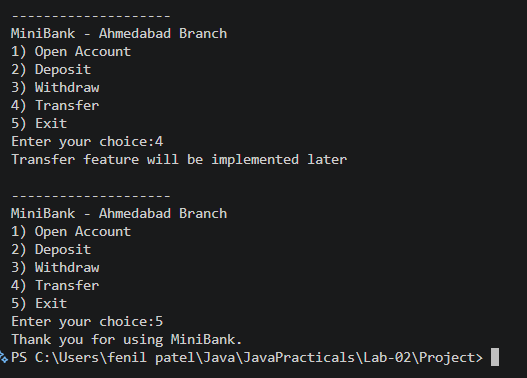 --------------------
MiniBank - Ahmedabad Branch
1) Open Account
2) Deposit
3) Withdraw
4) Transfer
5) Exit
Enter your choice:4
Transfer feature will be implemented later
--------------------
MiniBank - Ahmedabad Branch
1) Open Account
2) Deposit
3) Withdraw
4) Transfer
5) Exit
Enter your choice:5
Thank you for using MiniBank.
PS C:\Users\fenil patel\Java\JavaPracticals\Lab-02\Project>